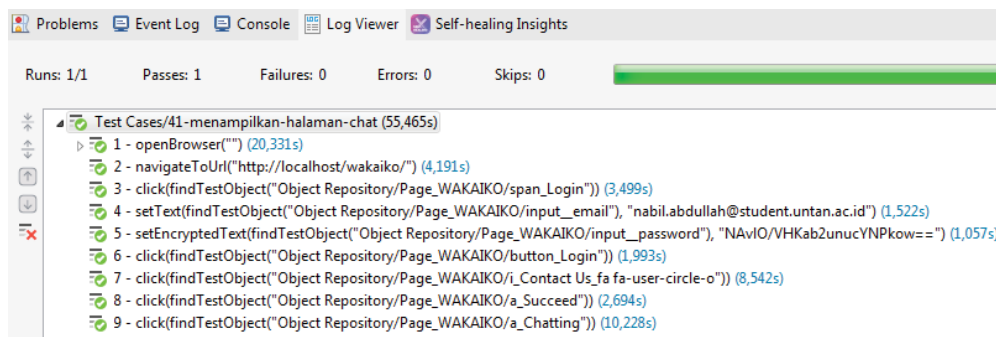 Problems Event Log Console Log Viewer Self-healing Insights
Runs: 1/1 Passes: 1 Failures: 0 Errors: 0 Skips: 0
Test Cases/41-menampilkan-halaman-chat (55,465s)
1 - openBrowser("") (20,331s)
2 - navigateToUrl("http://localhost/wakaiko/") (4,191s)
3 - click(findTestObject("Object Repository/Page_WAKAIKO/span_Login")) (3,499s)
4 - setText(findTestObject("Object Repository/Page_WAKAIKO/input__email"), "nabil.abdullah@student.untan.ac.id") (1,522s)
5 - setEncryptedText(findTestObject("Object Repository/Page_WAKAIKO/input__password"), "NAvIO/VHKab2unucYNPkow==") (1,057s)
6 - click(findTestObject("Object Repository/Page_WAKAIKO/button_Login")) (1,993s)
7 - click(findTestObject("Object Repository/Page_WAKAIKO/i_Contact Us_fa fa-user-circle-o")) (8,542s)
8 - click(findTestObject("Object Repository/Page_WAKAIKO/a_Succeed")) (2,694s)
9 - click(findTestObject("Object Repository/Page_WAKAIKO/a_Chatting")) (10,228s)